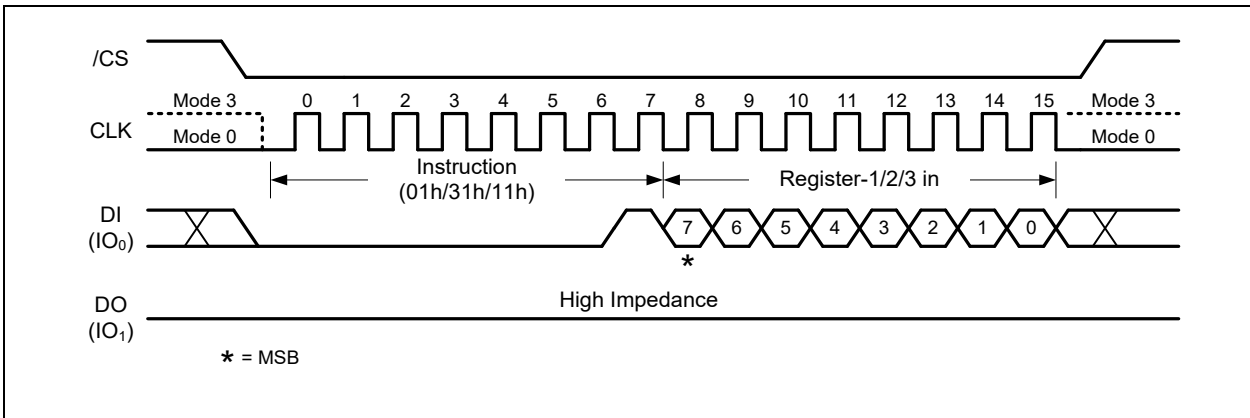 /CS
Mode 3 0 1 2 3 4 5 6 7 8 9 10 11 12 13 14 15 Mode 3
CLK
Mode 0 Mode 0
Instruction
(01h/31h/11h)
Register-1/2/3 in
DI
(IO₀)
7 6 5 4 3 2 1 0
*
High Impedance
DO
(IO₁)
* = MSB